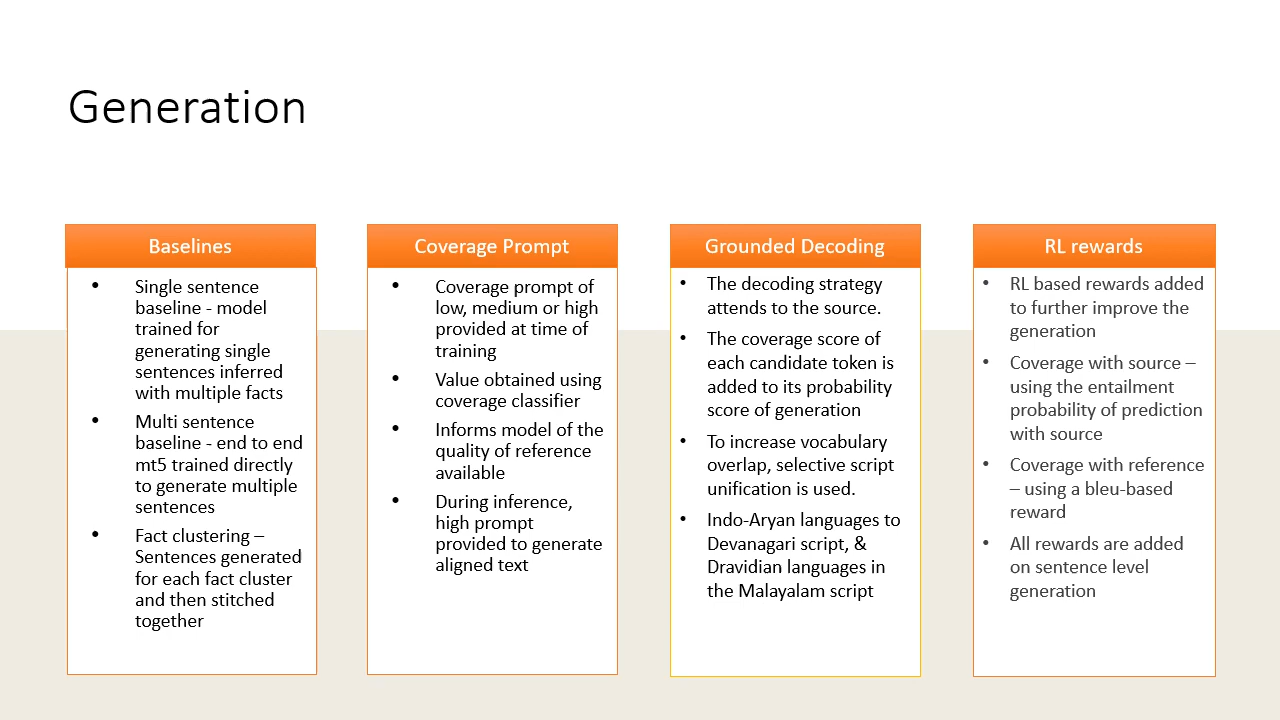 Generation
Baselines
• Single sentence
baseline - model
trained for
generating single
sentences inferred
with multiple facts
• Multi sentence
baseline - end to end
mt5 trained directly
to generate multiple
sentences
• Fact clustering –
Sentences generated
for each fact cluster
and then stitched
together
Coverage Prompt
• Coverage prompt of
low, medium or high
provided at time of
training
• Value obtained using
coverage classifier
• Informs model of the
quality of reference
available
• During inference,
high prompt
provided to generate
aligned text
Grounded Decoding
• The decoding strategy
attends to the source.
• The coverage score of
each candidate token is
added to its probability
score of generation
• To increase vocabulary
overlap, selective script
unification is used.
• Indo-Aryan languages to
Devanagari script, &
Dravidian languages in
the Malayalam script
RL rewards
• RL based rewards added
to further improve the
generation
• Coverage with source –
using the entailment
probability of prediction
with source
• Coverage with reference
– using a bleu-based
reward
• All rewards are added
on sentence level
generation